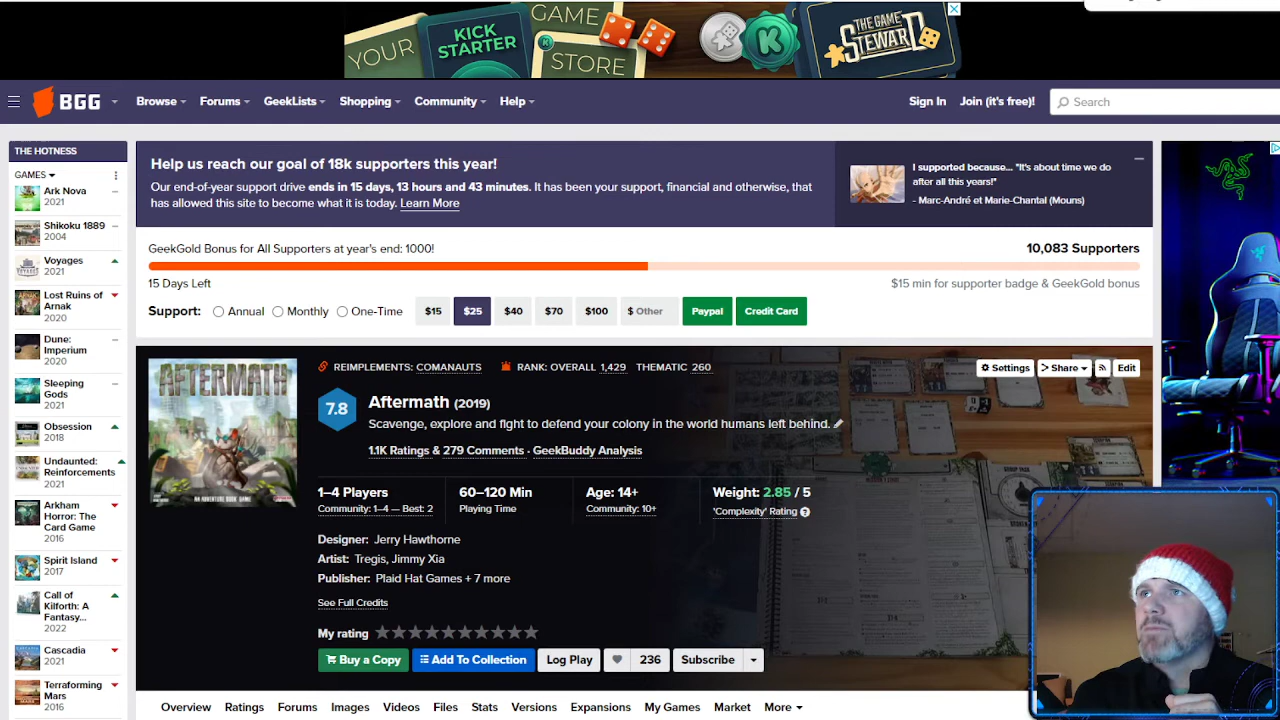 YOUR
KICK
STARTER
GAME
STORE
THE GAME
STEWARD
BGG
Browse
Forums
GeekLists
Shopping
Community
Help
Sign In
Join (it's free)!
Search
THE HOTNESS
GAMES
Ark Nova
2021
Shikoku 1889
2004
Voyages
2021
Lost Ruins of
Arnak
2020
Dune:
Imperium
2020
Sleeping
Gods
2021
Obsession
2018
Undaunted:
Reinforcements
2021
Arkham
Horror: The
Card Game
2016
Spirit Island
2017
Call of
Kilforth: A
Fantasy...
2022
Cascadia
2021
Terraforming
Mars
2016
Help us reach our goal of 18k supporters this year!
Our end-of-year support drive ends in 15 days, 13 hours and 43 minutes. It has been your support, financial and otherwise, that
has allowed this site to become what it is today. Learn More
I supported because... "It's about time we do
after all this years!"
- Marc-André et Marie-Chantal (Mouns)
GeekGold Bonus for All Supporters at year's end: 1000!
10,083 Supporters
15 Days Left
$15 min for supporter badge & GeekGold bonus
Support: Annual Monthly One-Time $15 $25 $40 $70 $100 $ Other Paypal Credit Card
AFTERMATH
AN ADVENTURE BOOK GAME
REIMPLEMENTS: COMANAUTS
RANK: OVERALL 1,429 THEMATIC 260
Settings
Share
Edit
7.8
Aftermath (2019)
Scavenge, explore and fight to defend your colony in the world humans left behind.
1.1K Ratings & 279 Comments · GeekBuddy Analysis
1–4 Players
Community: 1–4 — Best: 2
60–120 Min
Playing Time
Age: 14+
Community: 10+
Weight: 2.85 / 5
'Complexity' Rating
Designer: Jerry Hawthorne
Artist: Tregis, Jimmy Xia
Publisher: Plaid Hat Games + 7 more
See Full Credits
My rating
Buy a Copy
Add To Collection
Log Play
236
Subscribe
Overview
Ratings
Forums
Images
Videos
Files
Stats
Versions
Expansions
My Games
Market
More